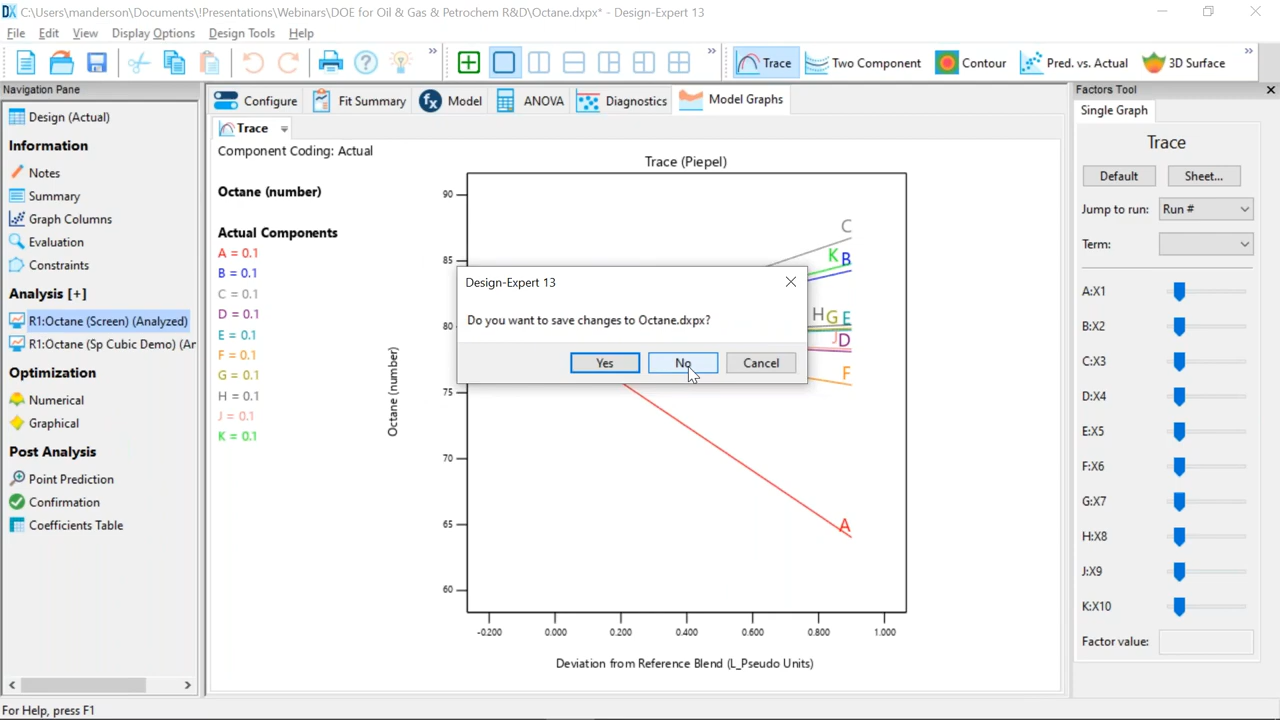 DX C:\Users\manderson\Documents\!Presentations\Webinars\DOE for Oil & Gas & Petrochem R&D\Octane.dxpx* - Design-Expert 13
File Edit View Display Options Design Tools Help
» » Trace Two Component Contour Pred. vs. Actual 3D Surface »
Navigation Pane
Design (Actual)
Information
Notes
Summary
Graph Columns
Evaluation
Constraints
Analysis [+]
R1:Octane (Screen) (Analyzed)
R1:Octane (Sp Cubic Demo) (Ar
Optimization
Numerical
Graphical
Post Analysis
Point Prediction
Confirmation
Coefficients Table
Configure Fit Summary Model ANOVA Diagnostics Model Graphs
Trace
Component Coding: Actual
Octane (number)
Actual Components
A = 0.1
B = 0.1
C = 0.1
D = 0.1
E = 0.1
F = 0.1
G = 0.1
H = 0.1
J = 0.1
K = 0.1
Trace (Piepel)
Octane (number)
90
85
80
75
70
65
60
C
K B
H G E
J D
F
A
-0.200 0.000 0.200 0.400 0.600 0.800 1.000
Deviation from Reference Blend (L_Pseudo Units)
Design-Expert 13
Do you want to save changes to Octane.dxpx?
Yes No Cancel
Factors Tool
Single Graph
Trace
Default Sheet...
Jump to run: Run #
Term:
A:X1
B:X2
C:X3
D:X4
E:X5
F:X6
G:X7
H:X8
J:X9
K:X10
Factor value:
For Help, press F1